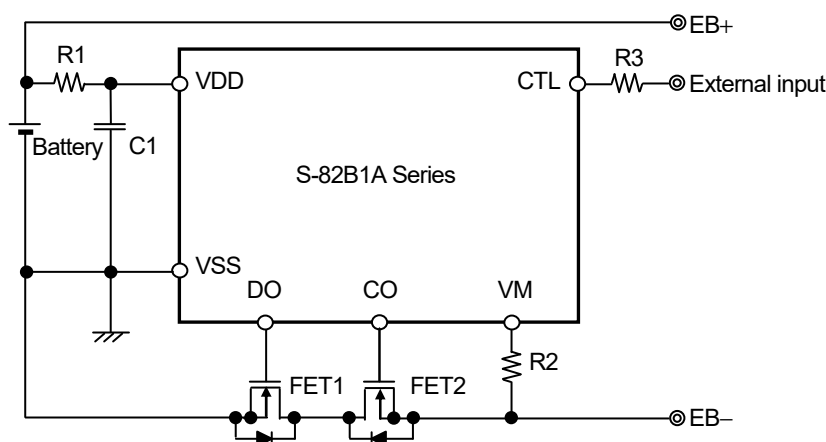 EB+
R1
R3
VDD
CTL
External input
Battery
C1
S-82B1A Series
VSS
DO
CO
VM
R2
FET1
FET2
EB−